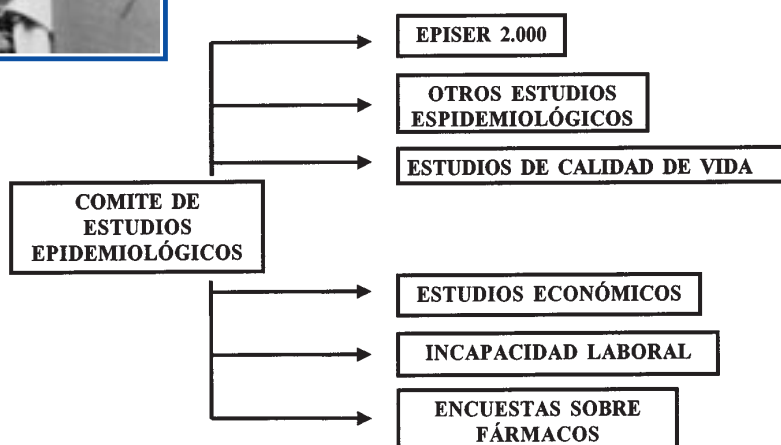 EPISER 2.000
OTROS ESTUDIOS
ESPIDEMIOLÓGICOS
ESTUDIOS DE CALIDAD DE VIDA
COMITE DE
ESTUDIOS
EPIDEMIOLÓGICOS
ESTUDIOS ECONÓMICOS
INCAPACIDAD LABORAL
ENCUESTAS SOBRE
FÁRMACOS